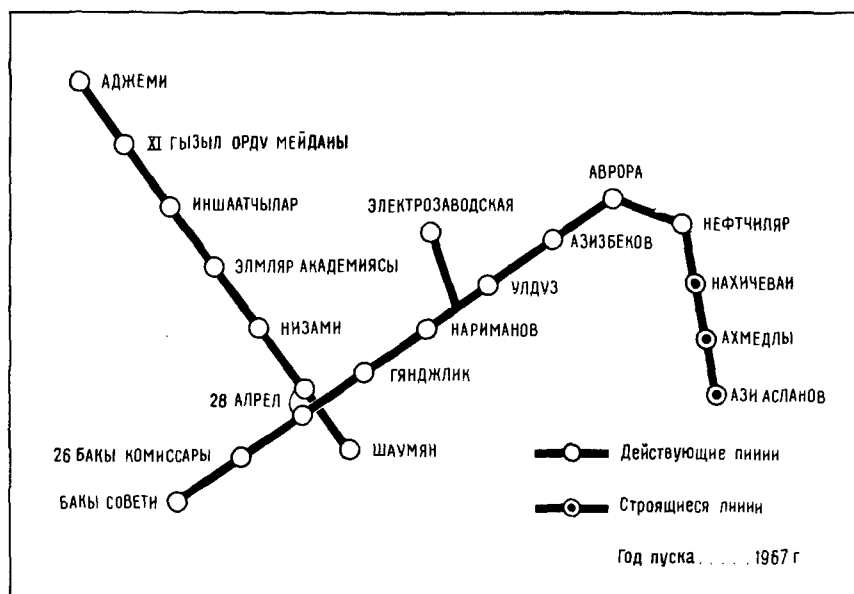 АДЖЕМИ
XI ГЫЗЫЛ ОРДУ МЕЙДАНЫ
ИНШААТЧЫЛАР
ЭЛМЛЯР АКАДЕМИЯСЫ
НИЗАМИ
28 АПРЕЛ
ШАУМЯН
26 БАКЫ КОМИССАРЫ
БАКЫ СОВЕТИ
ГЯНДЖЛИК
НАРИМАНОВ
ЭЛЕКТРОЗАВОДСКАЯ
УЛДУЗ
АЗИЗБЕКОВ
АВРОРА
НЕФТЧИЛЯР
НАХИЧЕВАИ
АХМЕДЛЫ
АЗИ АСЛАНОВ
Действующие линии
Строящиеся линии
Год пуска.....1967 г